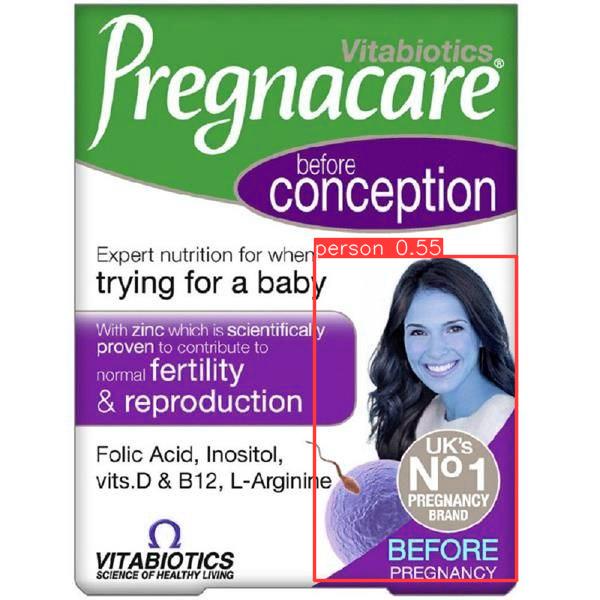 Vitabiotics
Pregnacare®
before
conception
Expert nutrition for when
person 0.55
trying for a baby
With zinc which is scientifically
proven to contribute to
normal fertility
& reproduction
Folic Acid, Inositol,
vits.D & B12, L-Arginine
UK's
Nº1
PREGNANCY
BRAND
BEFORE
PREGNANCY
VITABIOTICS
SCIENCE OF HEALTHY LIVING